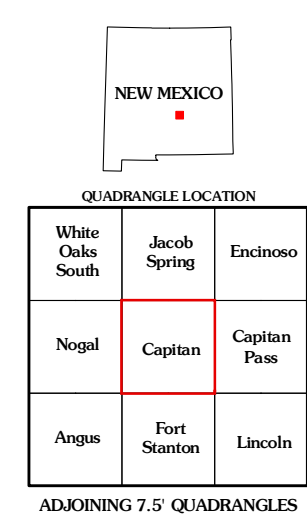 NEW MEXICO
QUADRANGLE LOCATION
White
Oaks
South
Jacob
Spring
Encinoso
Nogal
Capitan
Capitan
Pass
Angus
Fort
Stanton
Lincoln
ADJOINING 7.5' QUADRANGLES